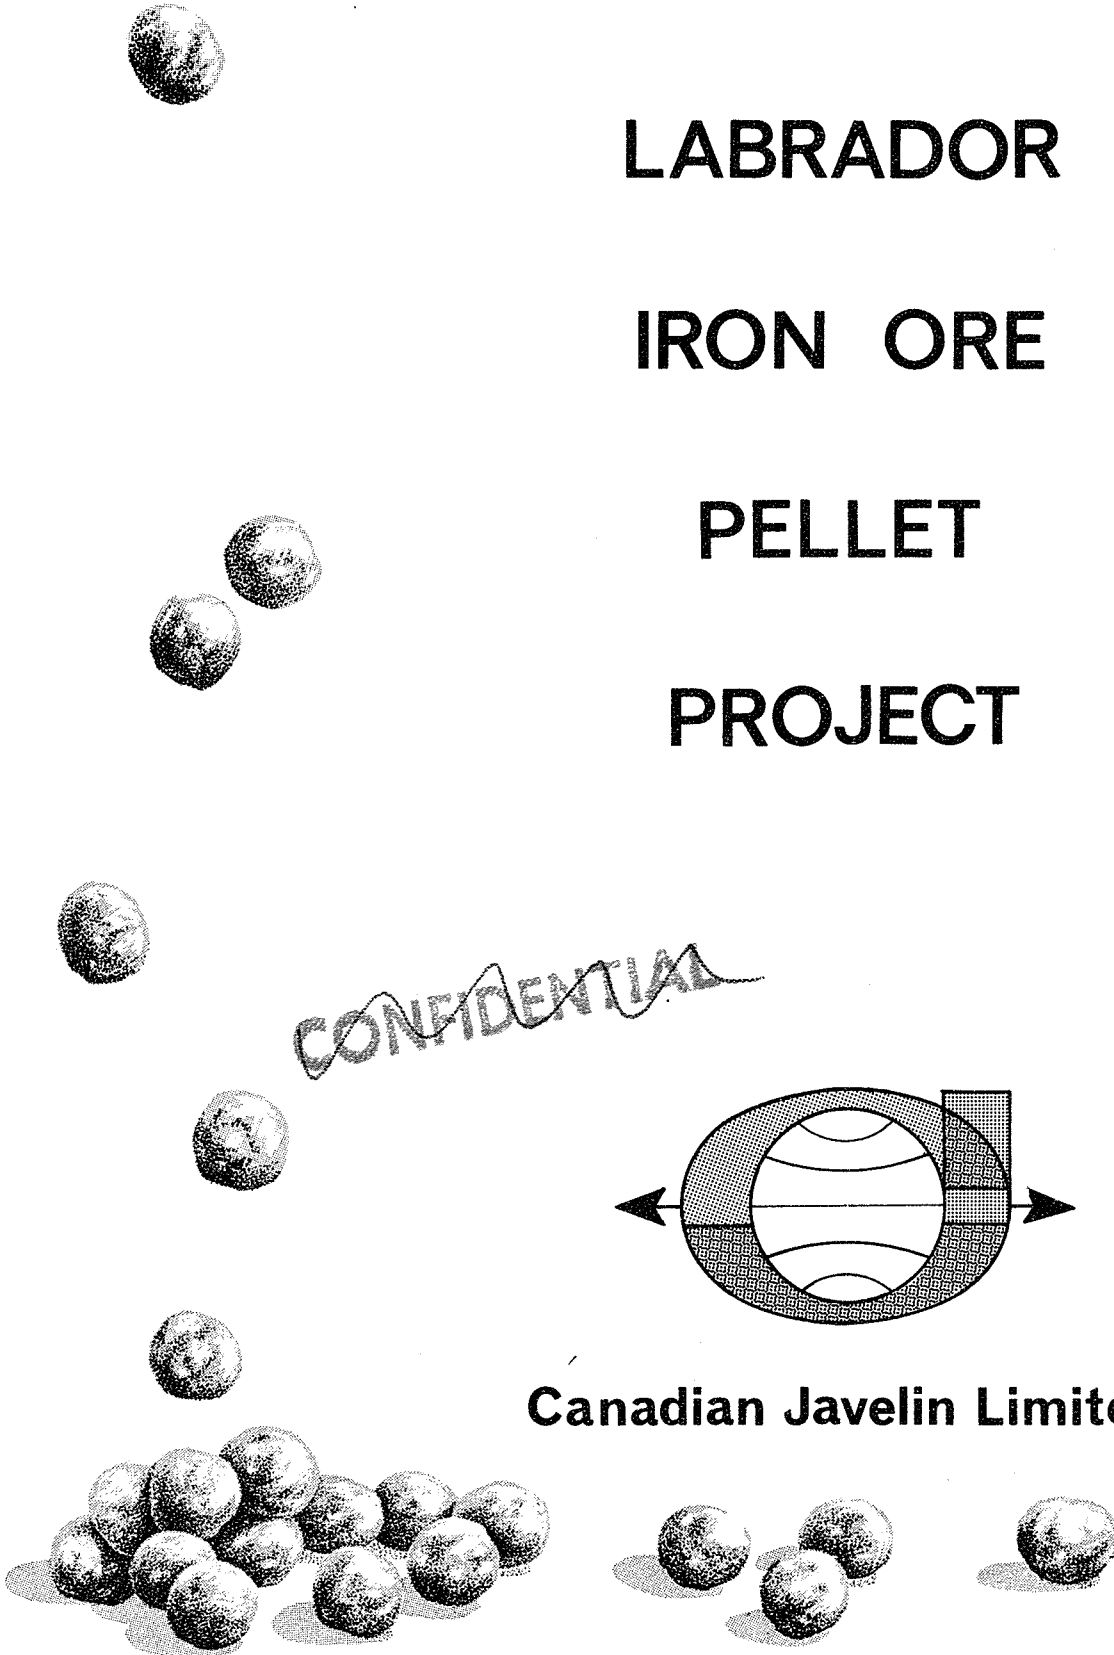 LABRADOR
IRON ORE
PELLET
PROJECT
CONFIDENTIAL
Canadian Javelin Limite